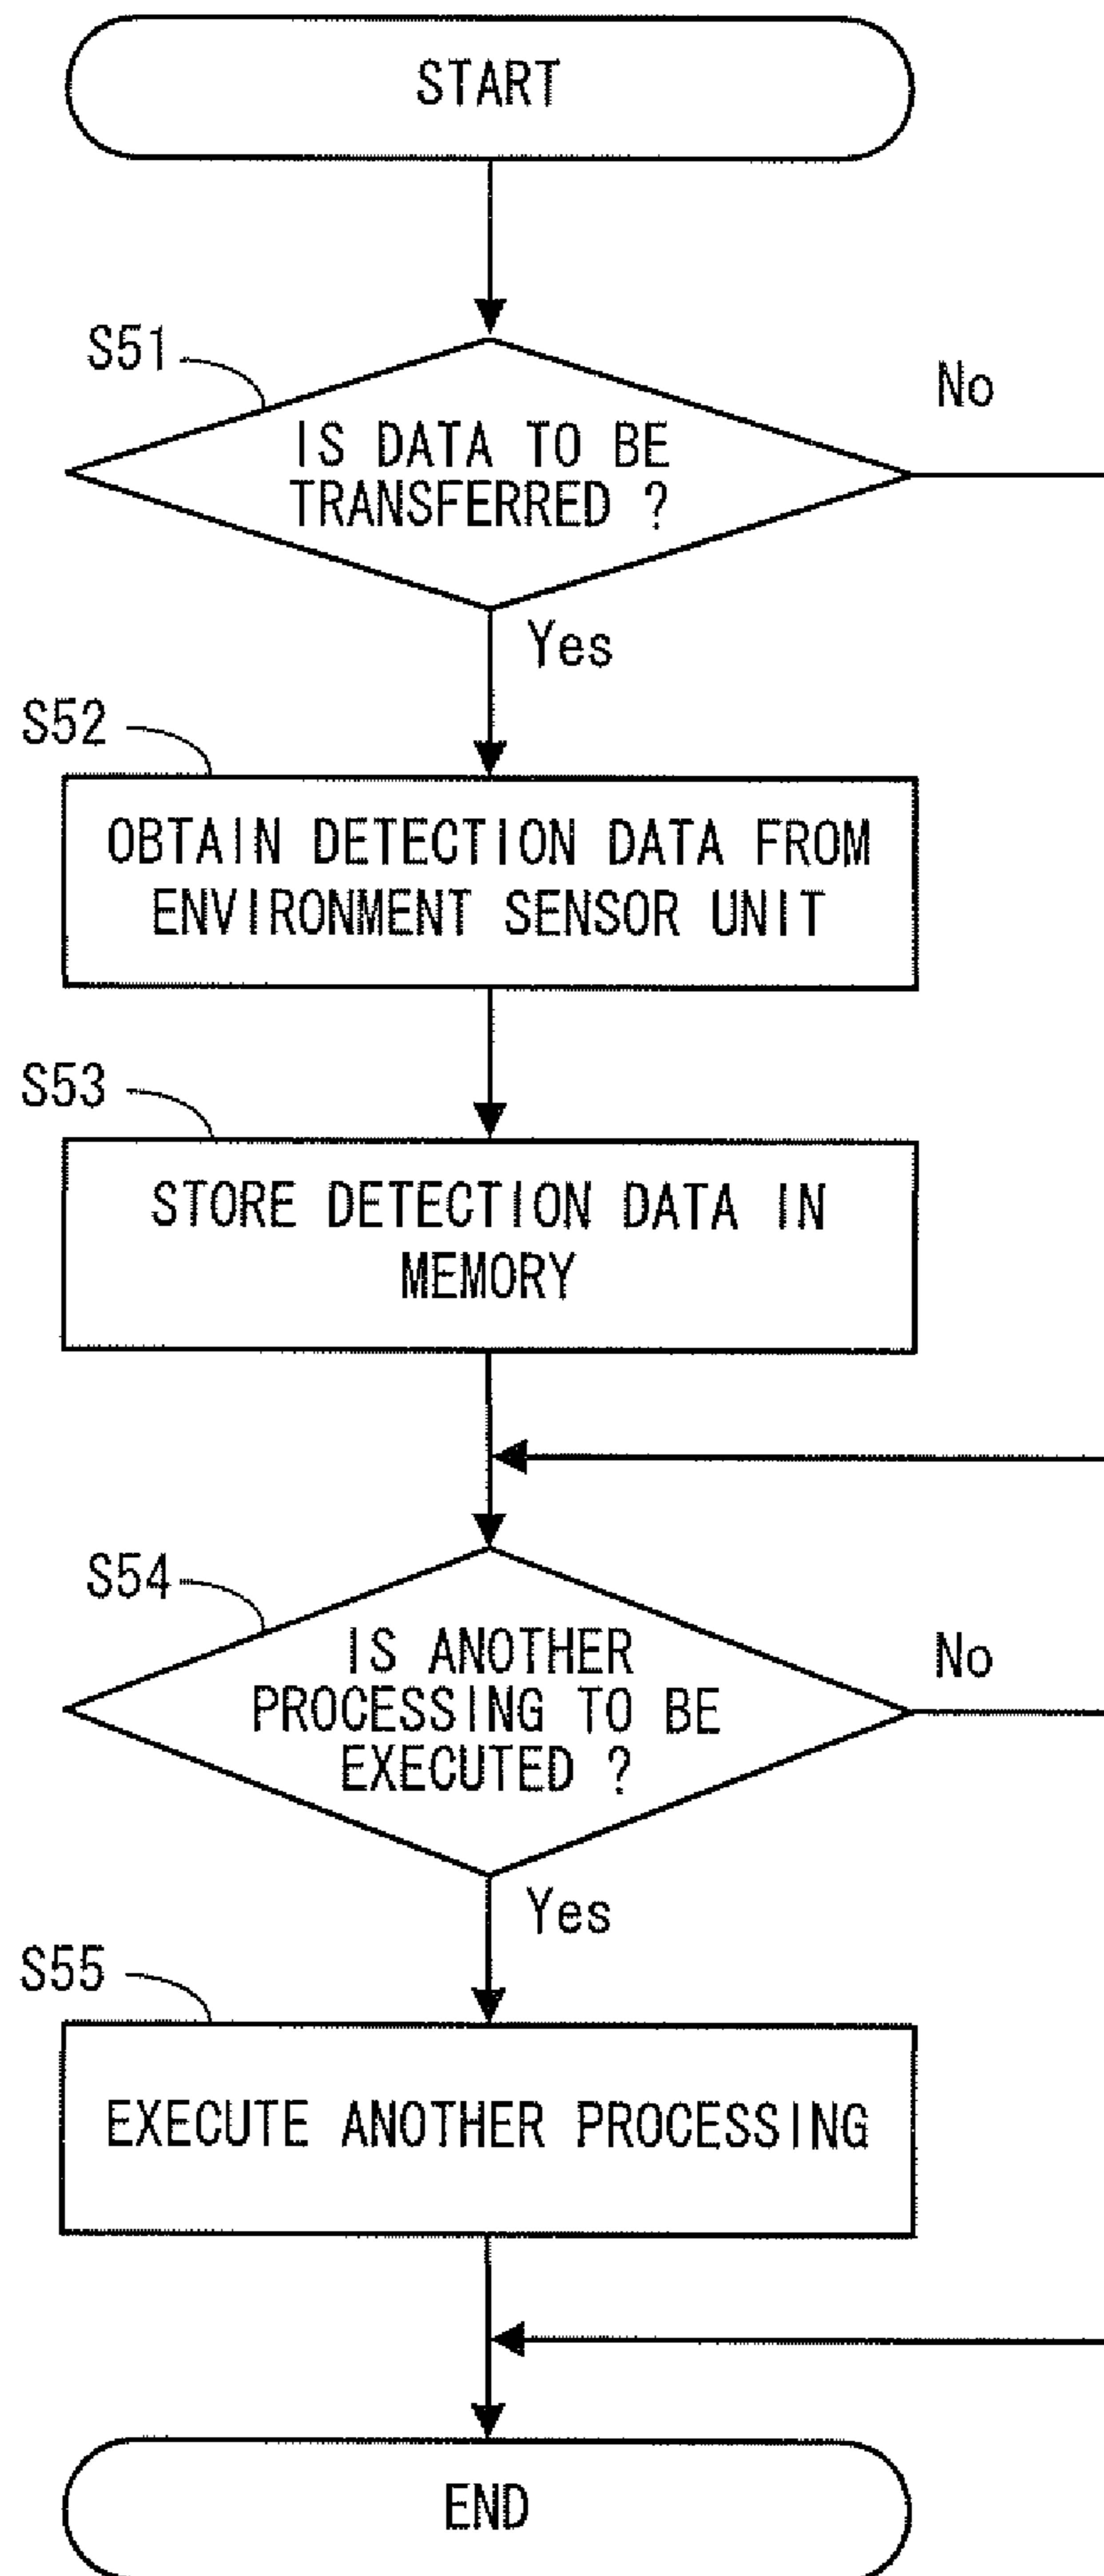 START
S51
No
IS DATA TO BE
TRANSFERRED ?
Yes
S52
OBTAIN DETECTION DATA FROM
ENVIRONMENT SENSOR UNIT
S53
STORE DETECTION DATA IN
MEMORY
S54
IS ANOTHER
No
PROCESSING TO BE
EXECUTED ?
Yes
S55
EXECUTE ANOTHER PROCESSING
END